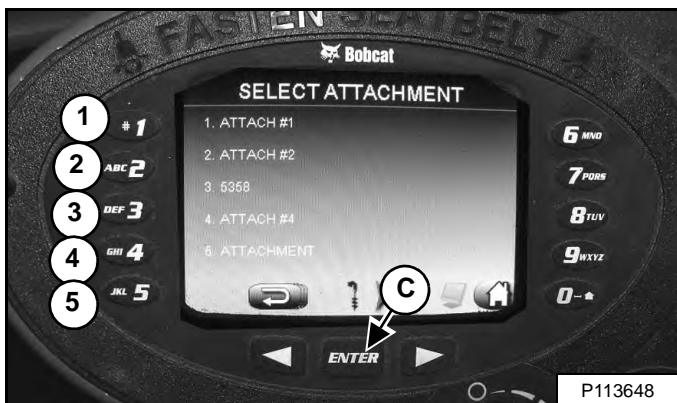 FASTEN SEATBELT
Bobcat
SELECT ATTACHMENT
1. ATTACH #1
2. ATTACH #2
3. 5358
4. ATTACH #4
5. ATTACHMENT
1
# 1
2
ABC 2
3
DEF 3
4
GHI 4
5
JKL 5
6 MNO
7 PQRS
8 TUV
9 WXYZ
0-
C
ENTER
P113648